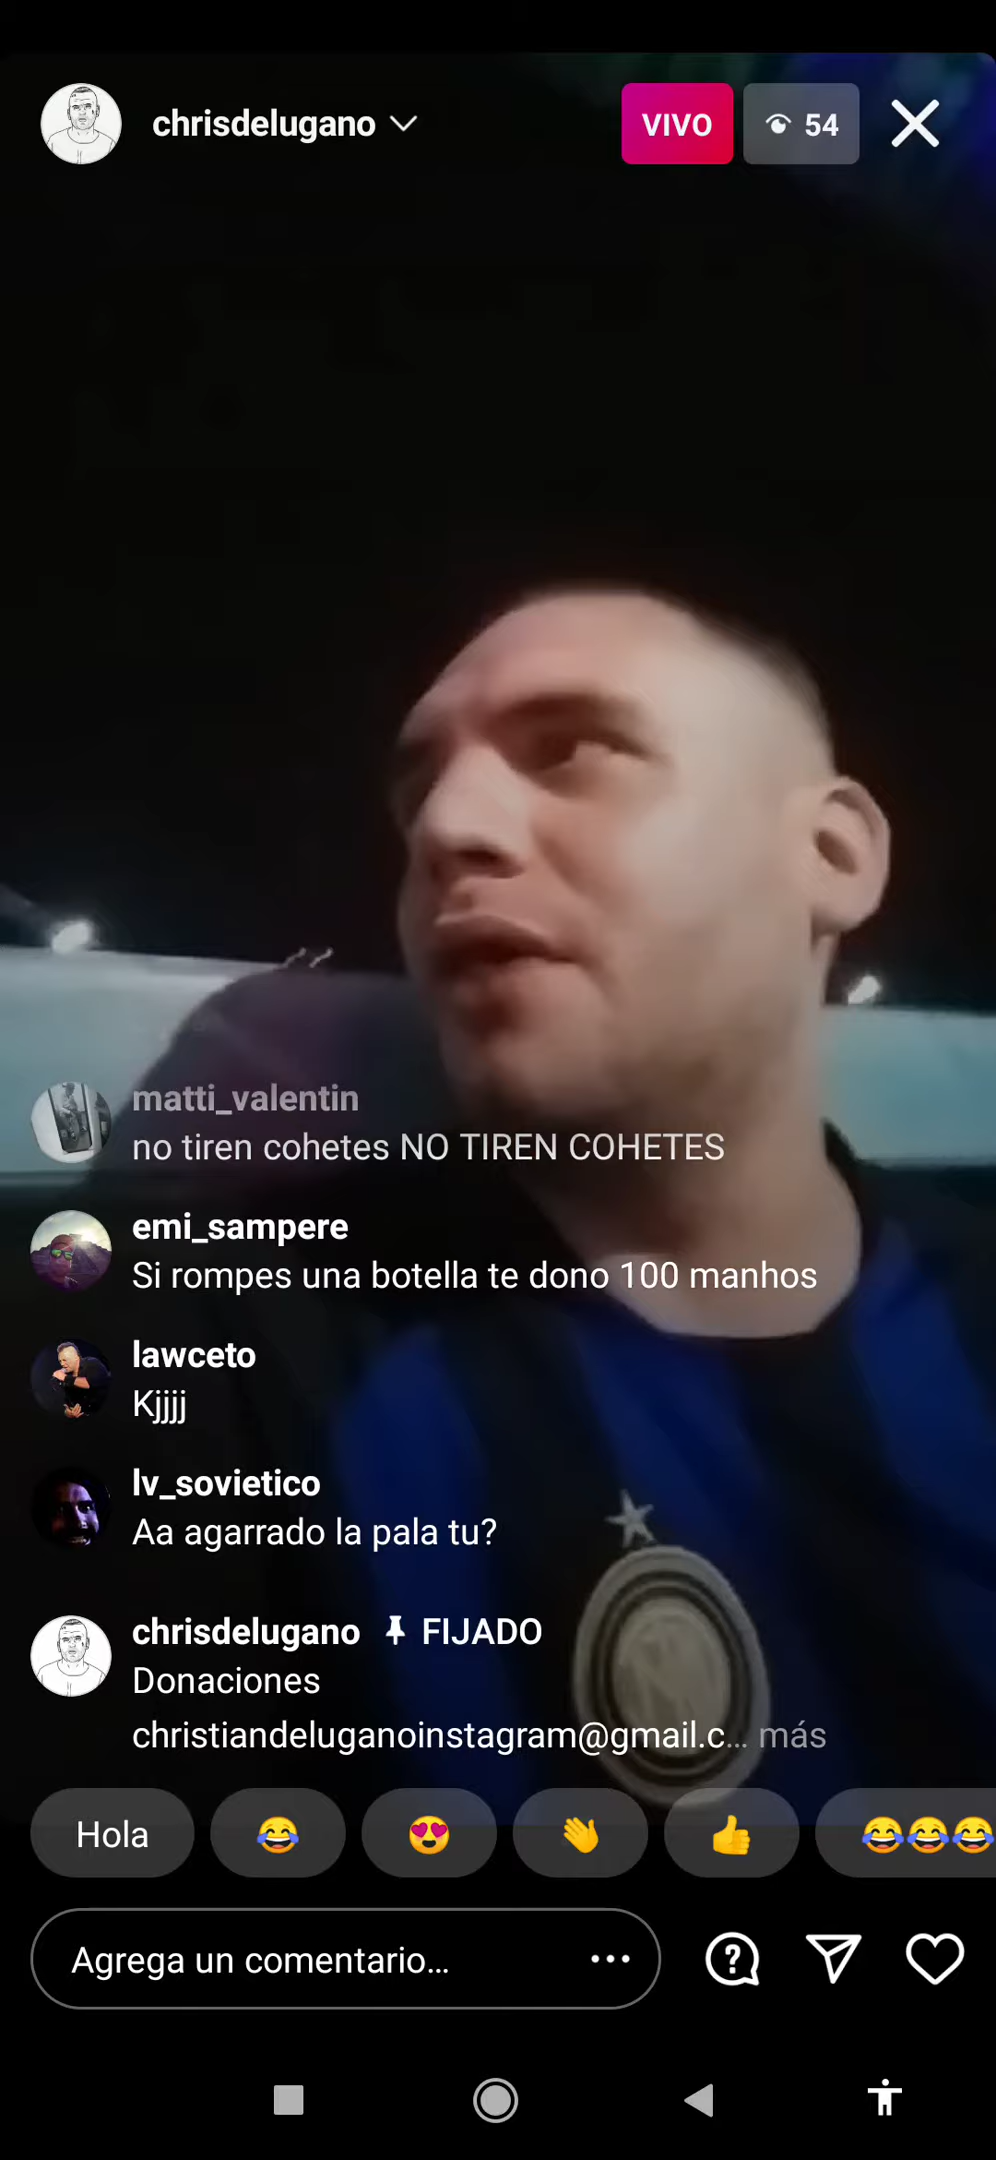 chrisdelugano
VIVO
54
matti_valentin
no tiren cohetes NO TIREN COHETES
emi_sampere
Si rompes una botella te dono 100 manhos
lawceto
Kjjjj
lv_sovietico
Aa agarrado la pala tu?
chrisdelugano FIJADO
Donaciones
christiandeluganoinstagram@gmail.c... más
Hola
Agrega un comentario...